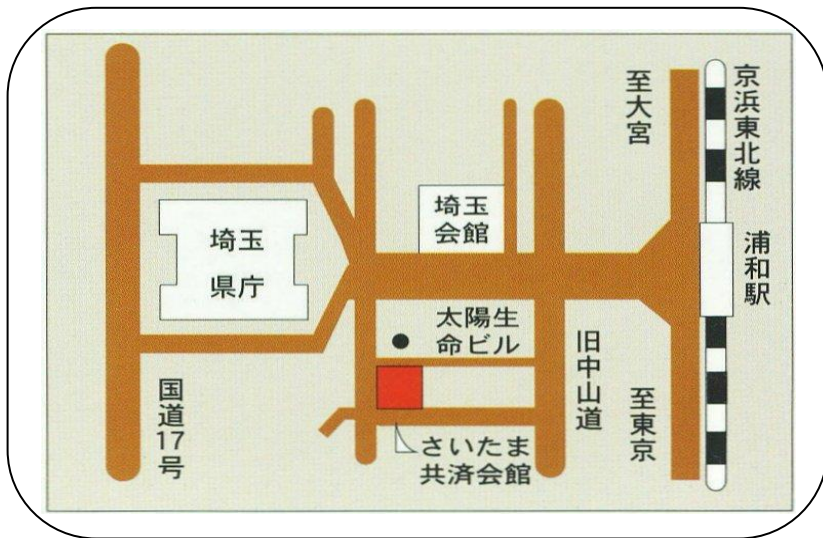 京浜東北線
至大宮
埼玉
会館
埼玉
県庁
浦和駅
太陽生
命ビル
旧中山道
国道17号
至東京
さいたま
共済会館